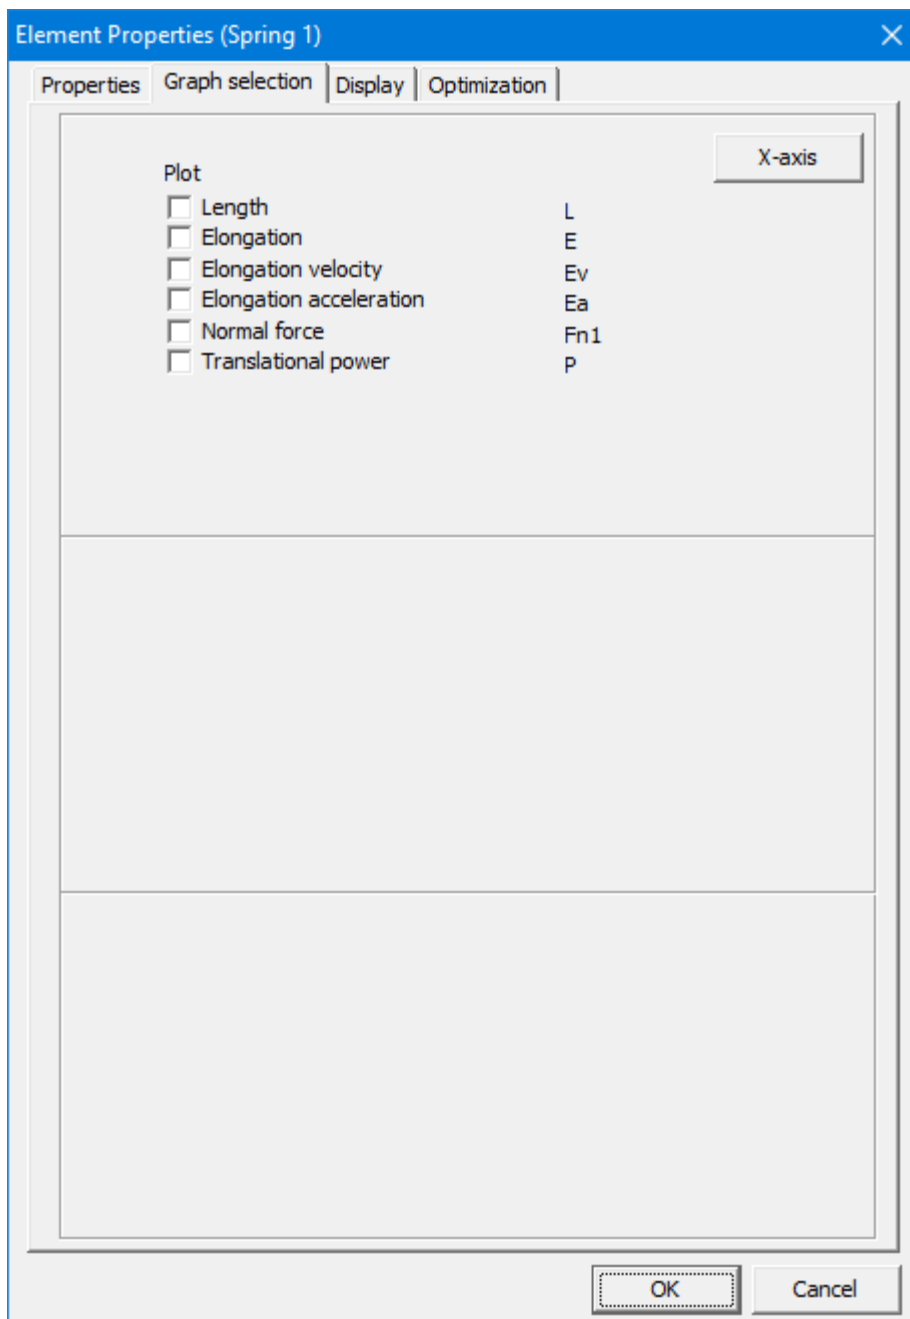 Element Properties (Spring 1)
Properties Graph selection Display Optimization
X-axis
Plot
Length L
Elongation E
Elongation velocity Ev
Elongation acceleration Ea
Normal force Fn1
Translational power P
OK Cancel